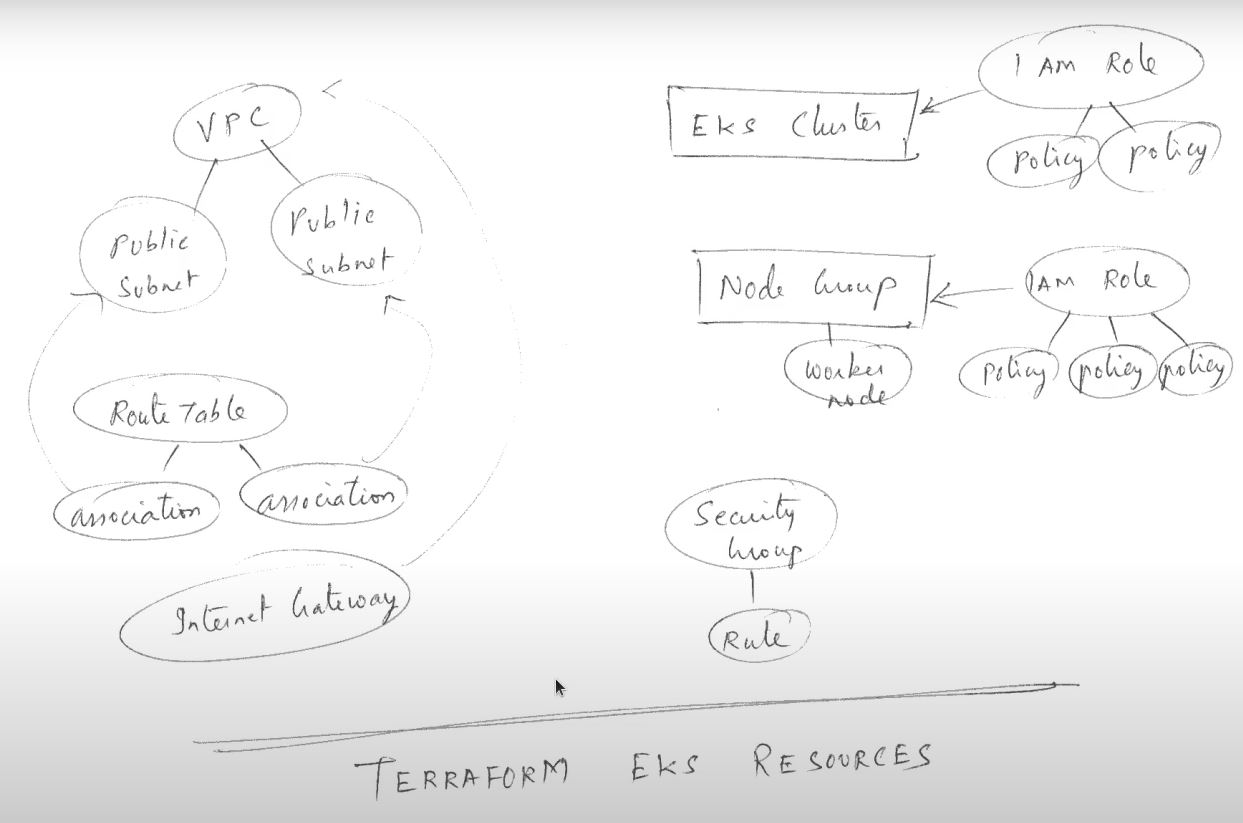 VPC
Public
Subnet
Public
Subnet
Route Table
association
association
Internet Gateway
I AM Role
EKS Cluster
Policy
policy
Node Group
IAM Role
Worker
node
Policy
policy
policy
Security
Group
Rule
TERRAFORM EKS RESOURCES